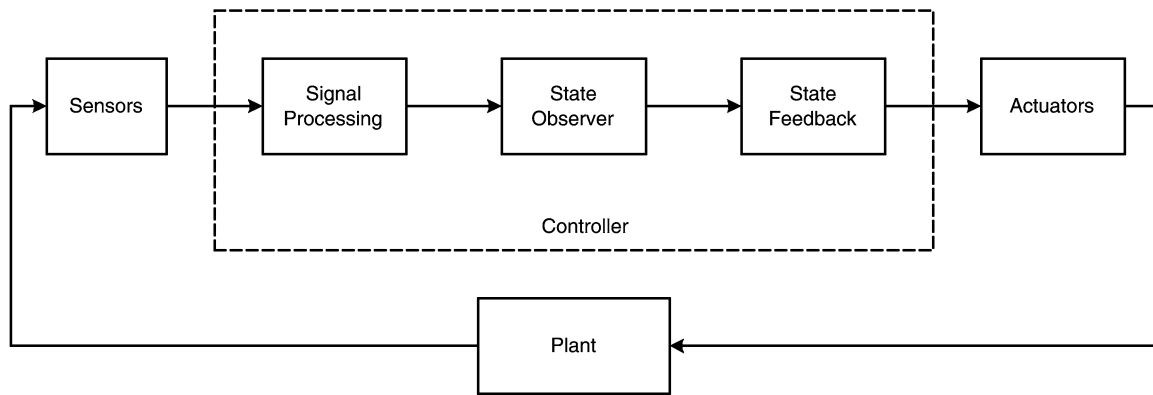 Sensors
Signal
Processing
State
Observer
State
Feedback
Actuators
Controller
Plant